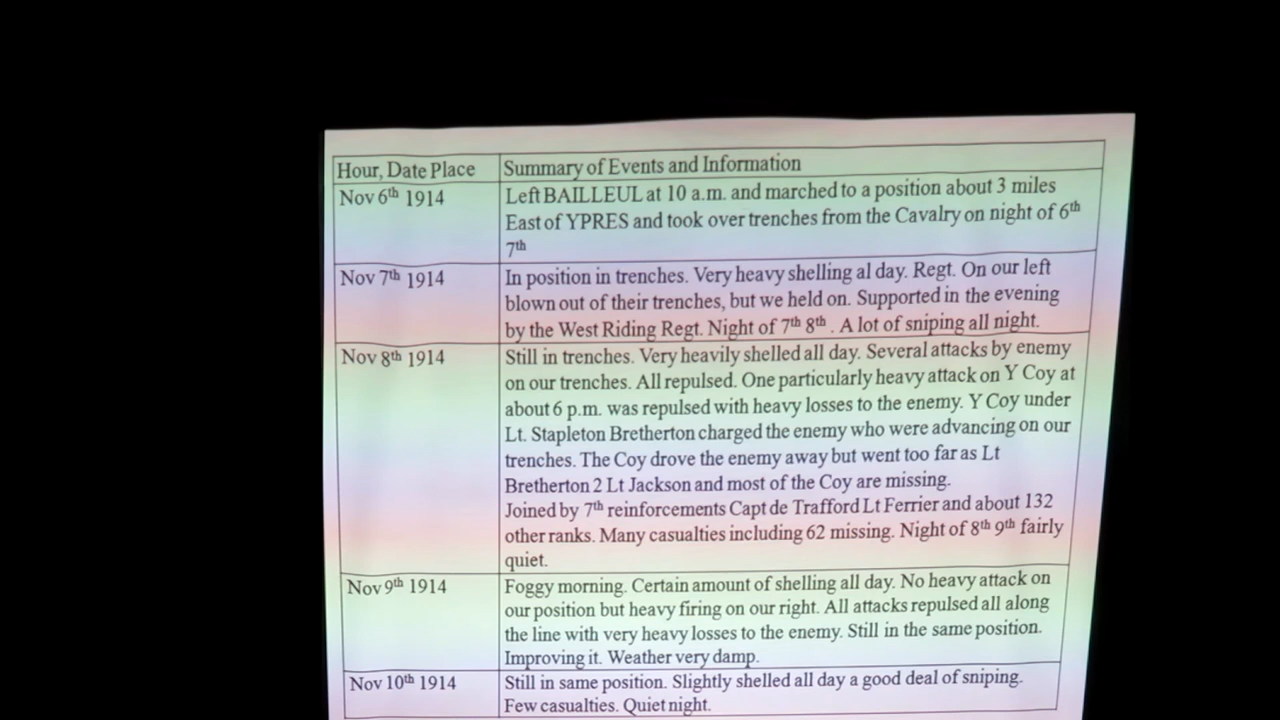 Hour, Date Place
Summary of Events and Information
Nov 6th 1914
Left BAILLEUL at 10 a.m. and marched to a position about 3 miles
East of YPRES and took over trenches from the Cavalry on night of 6th
7th
Nov 7th 1914
In position in trenches. Very heavy shelling al day. Regt. On our left
blown out of their trenches, but we held on. Supported in the evening
by the West Riding Regt. Night of 7th 8th . A lot of sniping all night.
Nov 8th 1914
Still in trenches. Very heavily shelled all day. Several attacks by enemy
on our trenches. All repulsed. One particularly heavy attack on Y Coy at
about 6 p.m. was repulsed with heavy losses to the enemy. Y Coy under
Lt. Stapleton Bretherton charged the enemy who were advancing on our
trenches. The Coy drove the enemy away but went too far as Lt
Bretherton 2 Lt Jackson and most of the Coy are missing.
Joined by 7th reinforcements Capt de Trafford Lt Ferrier and about 132
other ranks. Many casualties including 62 missing. Night of 8th 9th fairly
quiet.
Nov 9th 1914
Foggy morning. Certain amount of shelling all day. No heavy attack on
our position but heavy firing on our right. All attacks repulsed all along
the line with very heavy losses to the enemy. Still in the same position.
Improving it. Weather very damp.
Nov 10th 1914
Still in same position. Slightly shelled all day a good deal of sniping.
Few casualties. Quiet night.